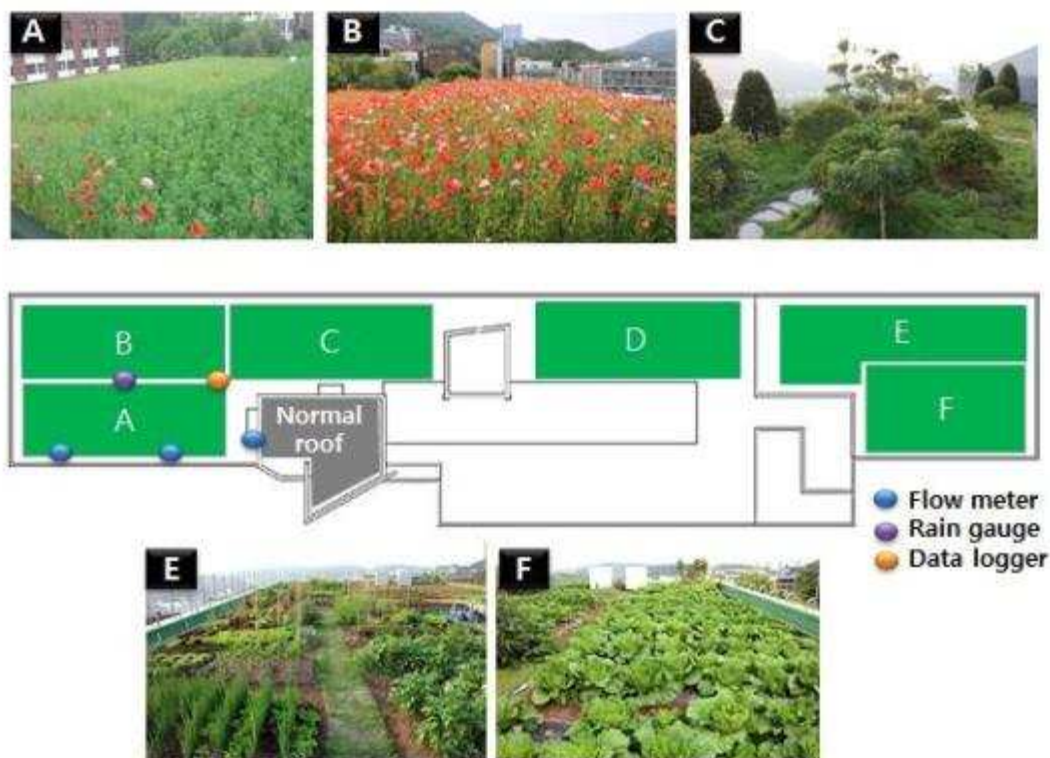 A
B
C
B
C
D
E
A
F
Normal
roof
Flow meter
Rain gauge
Data logger
E
F